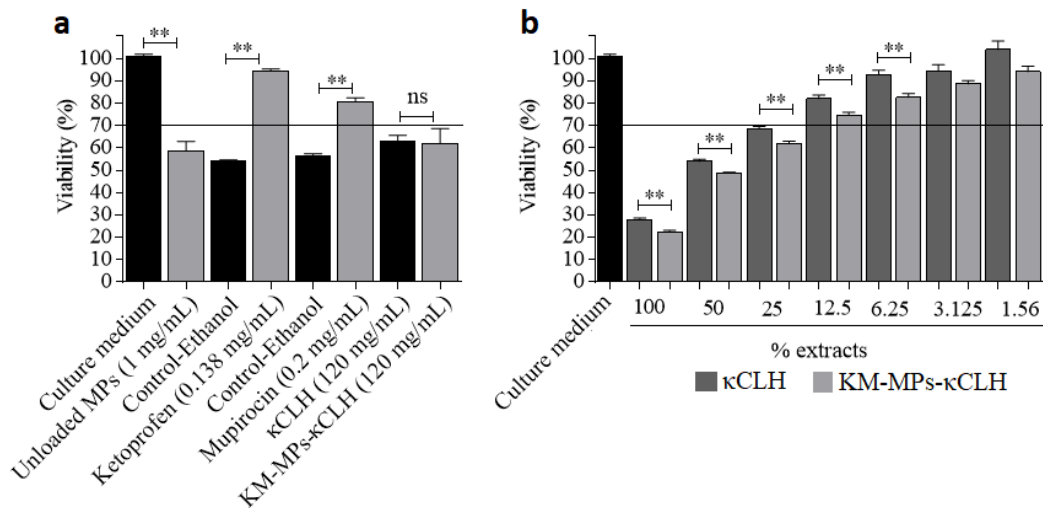 a
Viability (%)
100
90
80
70
60
50
40
30
20
10
0
**
**
**
ns
Culture medium
Unloaded MPs (1 mg/mL)
Control-Ethanol
Ketoprofen (0.138 mg/mL)
Control-Ethanol
Mupirocin (0.2 mg/mL)
κCLH (120 mg/mL)
KM-MPs-κCLH (120 mg/mL)
b
Viability (%)
100
90
80
70
60
50
40
30
20
10
0
**
**
**
**
**
Culture medium
100 50 25 12.5 6.25 3.125 1.56
% extracts
κCLH KM-MPs-κCLH